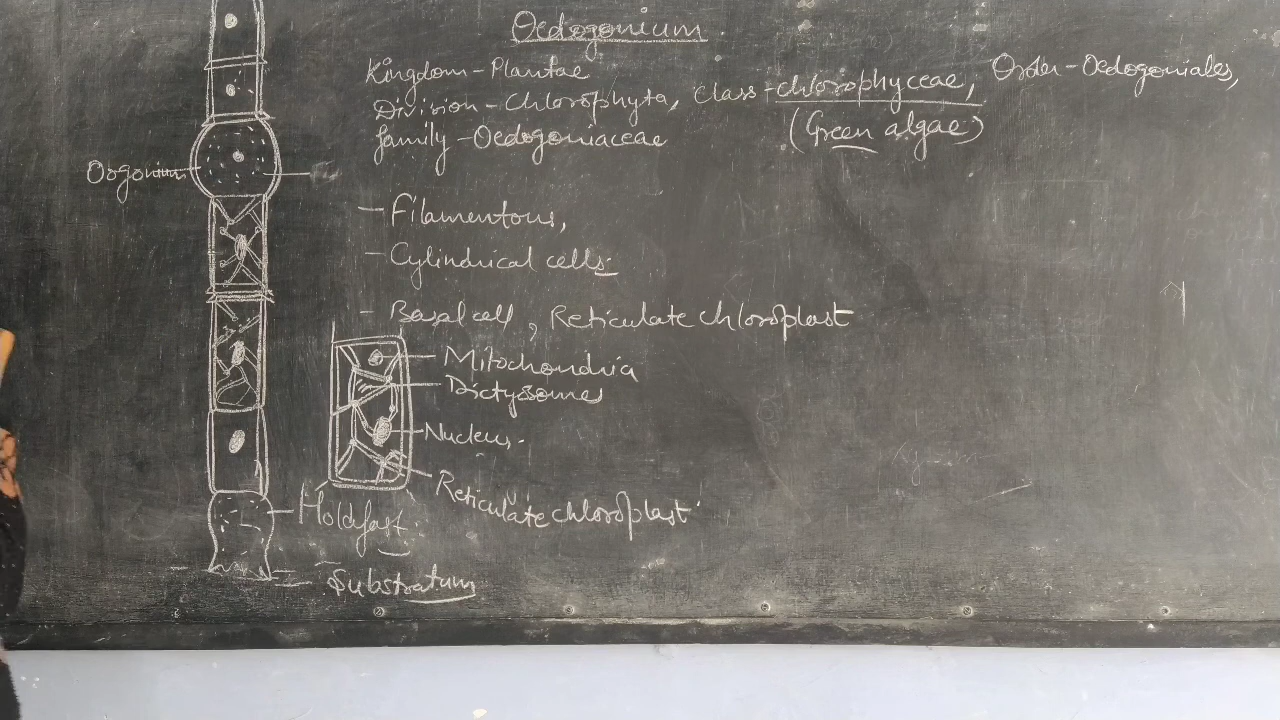 Oedogonium.
Kingdom - Plantae
Division - Chlorophyta, Class - chlorophyceae, Order - Oedogoniales,
(Green algae)
family - Oedogoniaceae
Oogonium
- Filamentous,
- Cylindrical cells:
- Basal cell, Reticulate chloroplast
Mitochondria
Dictyosomes
Nucleus.
Reticulate chloroplast
Holdfast.
Substratum